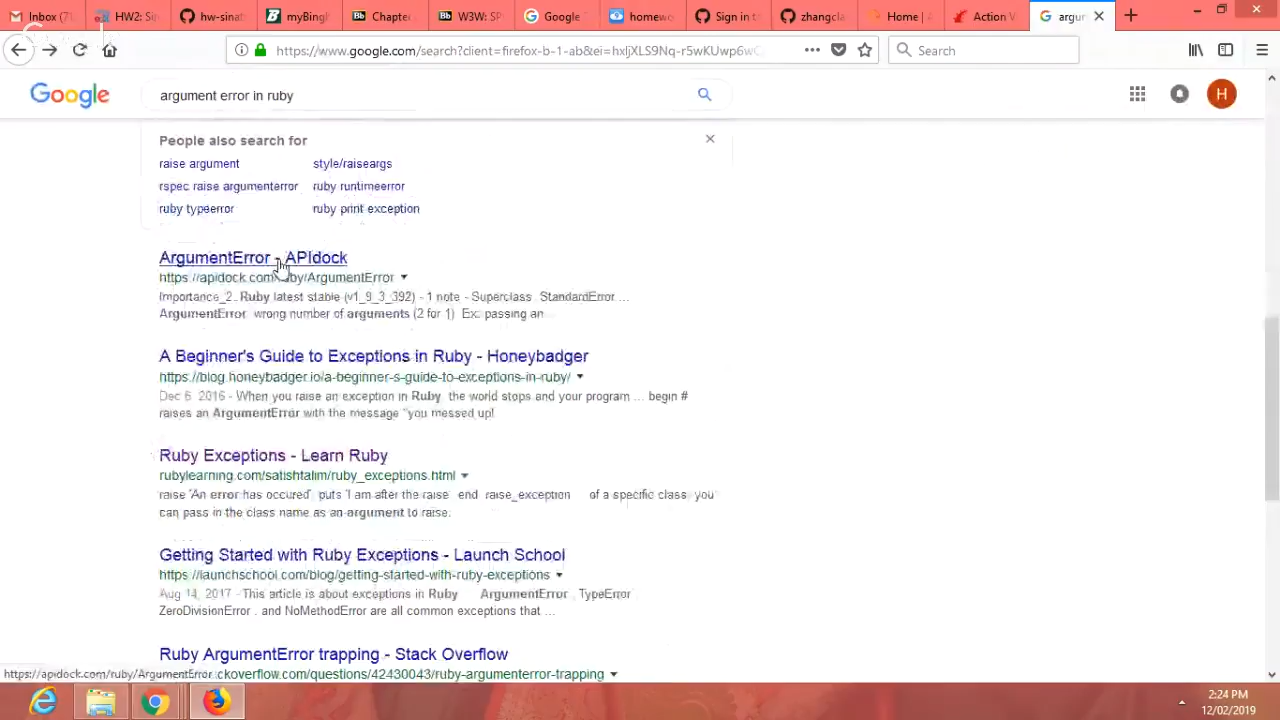 Inbox (7
HW2: Sin
hw-sinat
myBingh
Chapter
W3W: SP
Google
homew
Sign in t
zhangcla
Home |
Action V
argur
https://www.google.com/search?client=firefox-b-1-ab&ei=hxljXLS9Nq-r5wKUwp6w
Search
Google
argument error in ruby
H
People also search for
raise argument
style/raiseargs
rspec raise argumenterror
ruby runtimeerror
ruby typeerror
ruby print exception
ArgumentError - APIdock
https://apidock.com/ruby/ArgumentError
Importance_2. Ruby latest stable (v1_9_3_392) - 1 note - Superclass StandardError ...
ArgumentError wrong number of arguments (2 for 1) Ex: passing an
A Beginner's Guide to Exceptions in Ruby - Honeybadger
https://blog.honeybadger.io/a-beginner-s-guide-to-exceptions-in-ruby/
Dec 6, 2016 - When you raise an exception in Ruby the world stops and your program ... begin #
raises an ArgumentError with the message "you messed up!
Ruby Exceptions - Learn Ruby
rubylearning.com/satishtalim/ruby_exceptions.html
raise 'An error has occured' puts 'I am after the raise' end raise_exception of a specific class, you
can pass in the class name as an argument to raise.
Getting Started with Ruby Exceptions - Launch School
https://launchschool.com/blog/getting-started-with-ruby-exceptions
Aug 14, 2017 - This article is about exceptions in Ruby ArgumentError , TypeError
ZeroDivisionError , and NoMethodError are all common exceptions that ...
Ruby ArgumentError trapping - Stack Overflow
https://apidock.com/ruby/ArgumentError
ckoverflow.com/questions/42430043/ruby-argumenterror-trapping
2:24 PM
12/02/2019